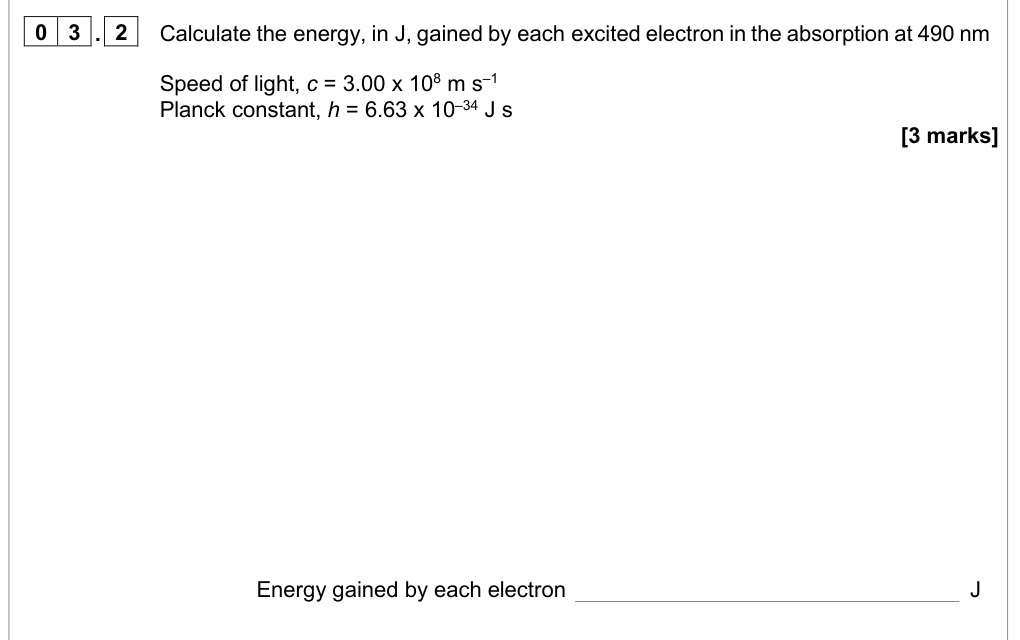 0 3 . 2 Calculate the energy, in J, gained by each excited electron in the absorption at 490 nm
Speed of light, c = 3.00 x 10⁸ m s⁻¹
Planck constant, h = 6.63 x 10⁻³⁴ J s
[3 marks]
Energy gained by each electron ______________________ J